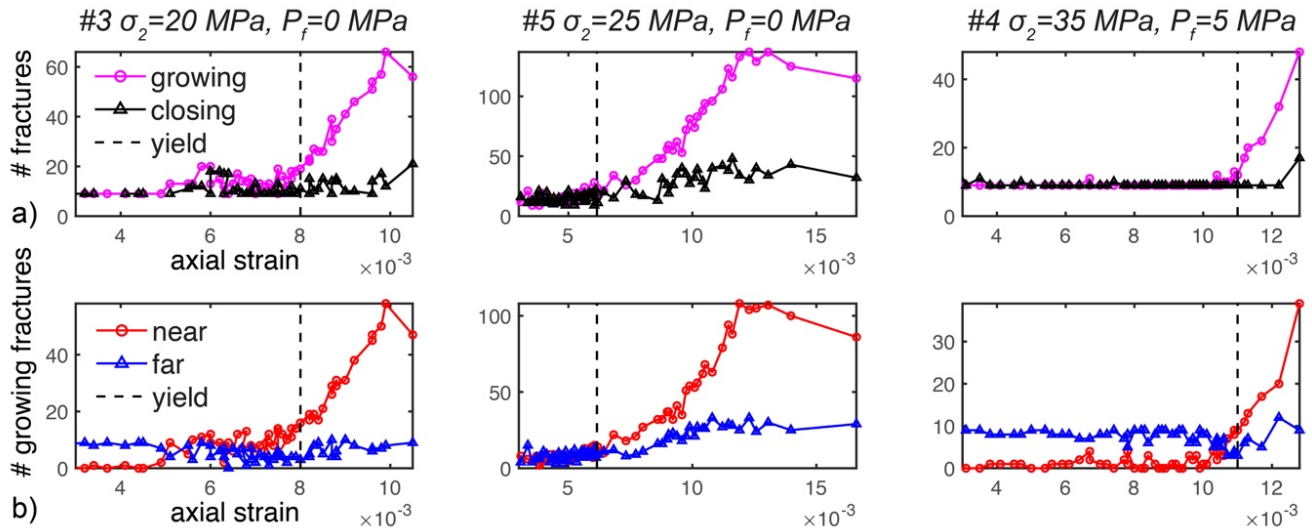 #3 σ2=20 MPa, Pf=0 MPa
#5 σ2=25 MPa, Pf=0 MPa
#4 σ2=35 MPa, Pf=5 MPa
a)
# fractures
60
40
20
0
growing
closing
yield
4 6 8 10
axial strain
×10-3
100
50
0
5 10 15
×10-3
40
20
0
4 6 8 10 12
×10-3
b)
# growing fractures
40
20
0
near
far
yield
4 6 8 10
axial strain
×10-3
100
50
0
5 10 15
×10-3
30
20
10
0
4 6 8 10 12
×10-3